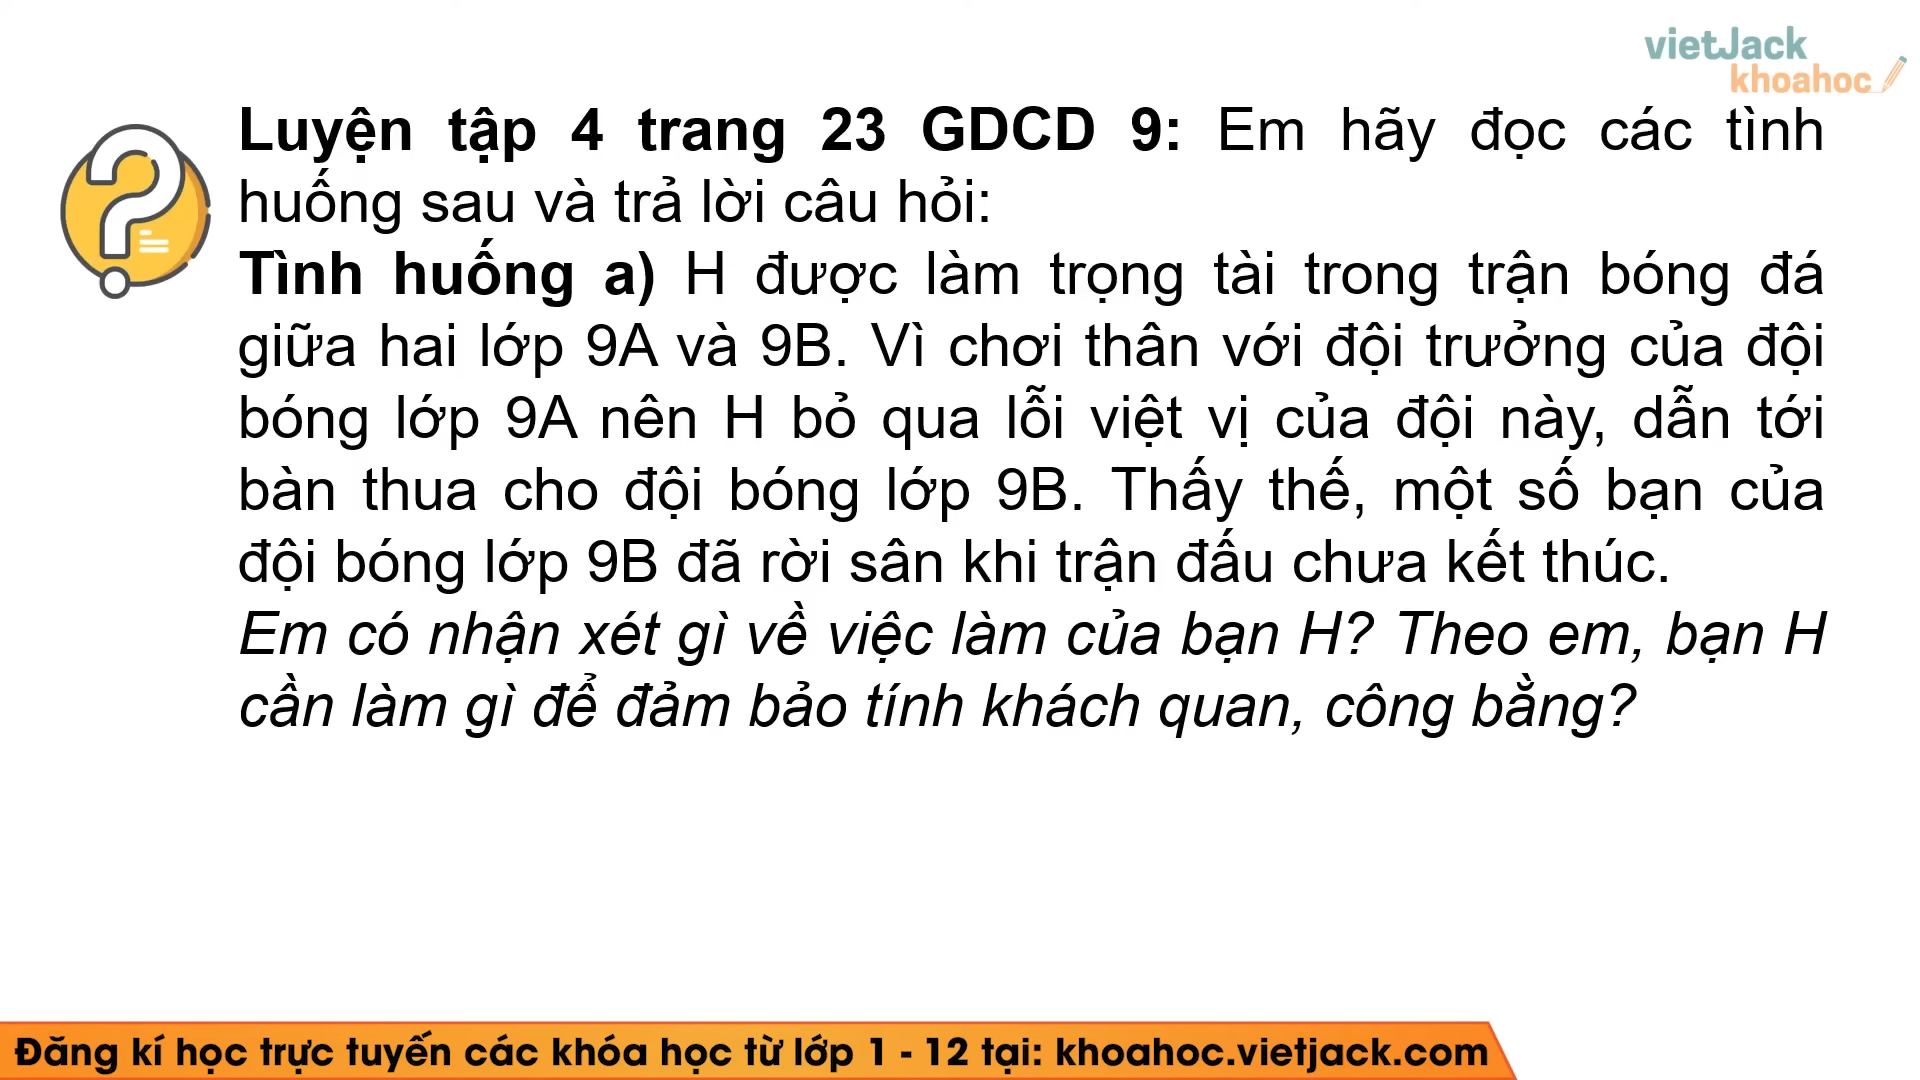 vietJack
khoahoc
Luyện tập 4 trang 23 GDCD 9: Em hãy đọc các tình
huống sau và trả lời câu hỏi:
Tình huống a) H được làm trọng tài trong trận bóng đá
giữa hai lớp 9A và 9B. Vì chơi thân với đội trưởng của đội
bóng lớp 9A nên H bỏ qua lỗi việt vị của đội này, dẫn tới
bàn thua cho đội bóng lớp 9B. Thấy thế, một số bạn của
đội bóng lớp 9B đã rời sân khi trận đấu chưa kết thúc.
Em có nhận xét gì về việc làm của bạn H? Theo em, bạn H
cần làm gì để đảm bảo tính khách quan, công bằng?
Đăng kí học trực tuyến các khóa học từ lớp 1 - 12 tại: khoahoc.vietjack.com